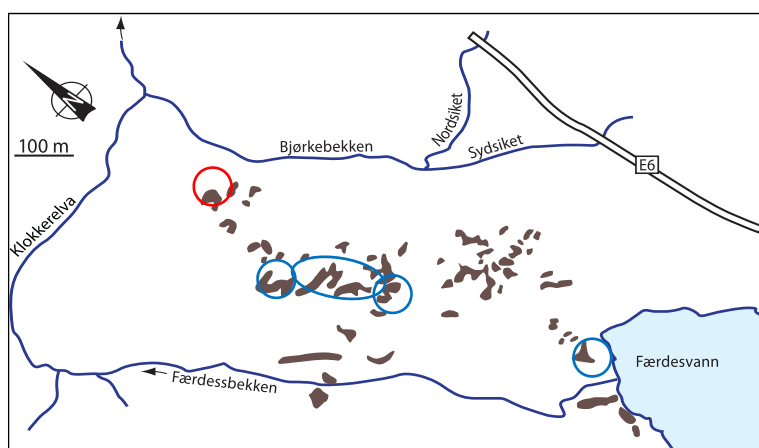 Nordsiket
N
100 m
Bjørkebekken
Sydsiket
E6
Klokkerelva
Færdesvann
Færdessbekken